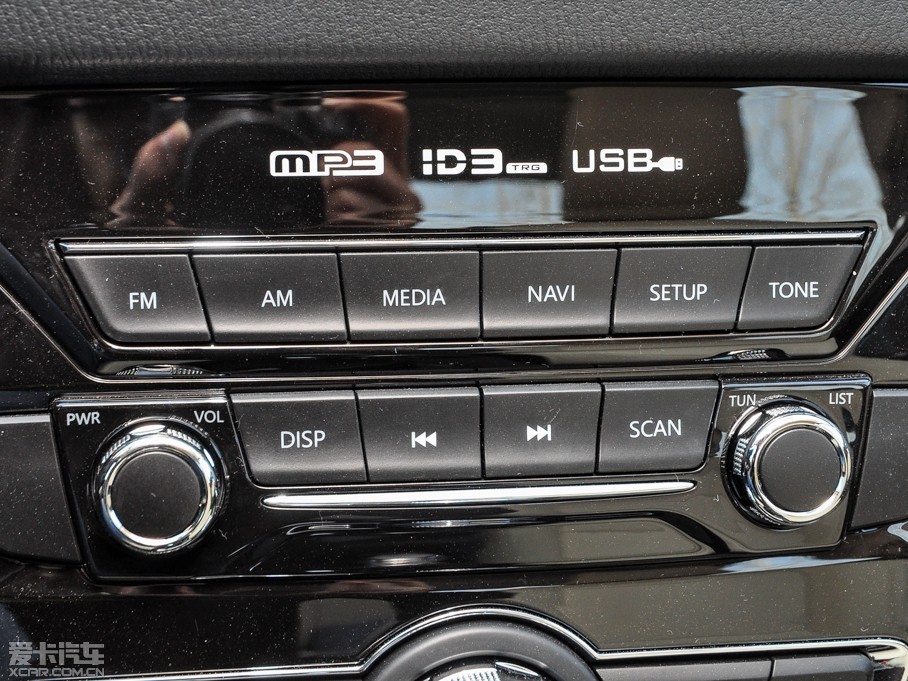 MP3 ID3 TRG USB
FM AM MEDIA NAVI SETUP TONE
PWR VOL DISP SCAN TUN LIST
爱卡汽车
XCAR.COM.CN